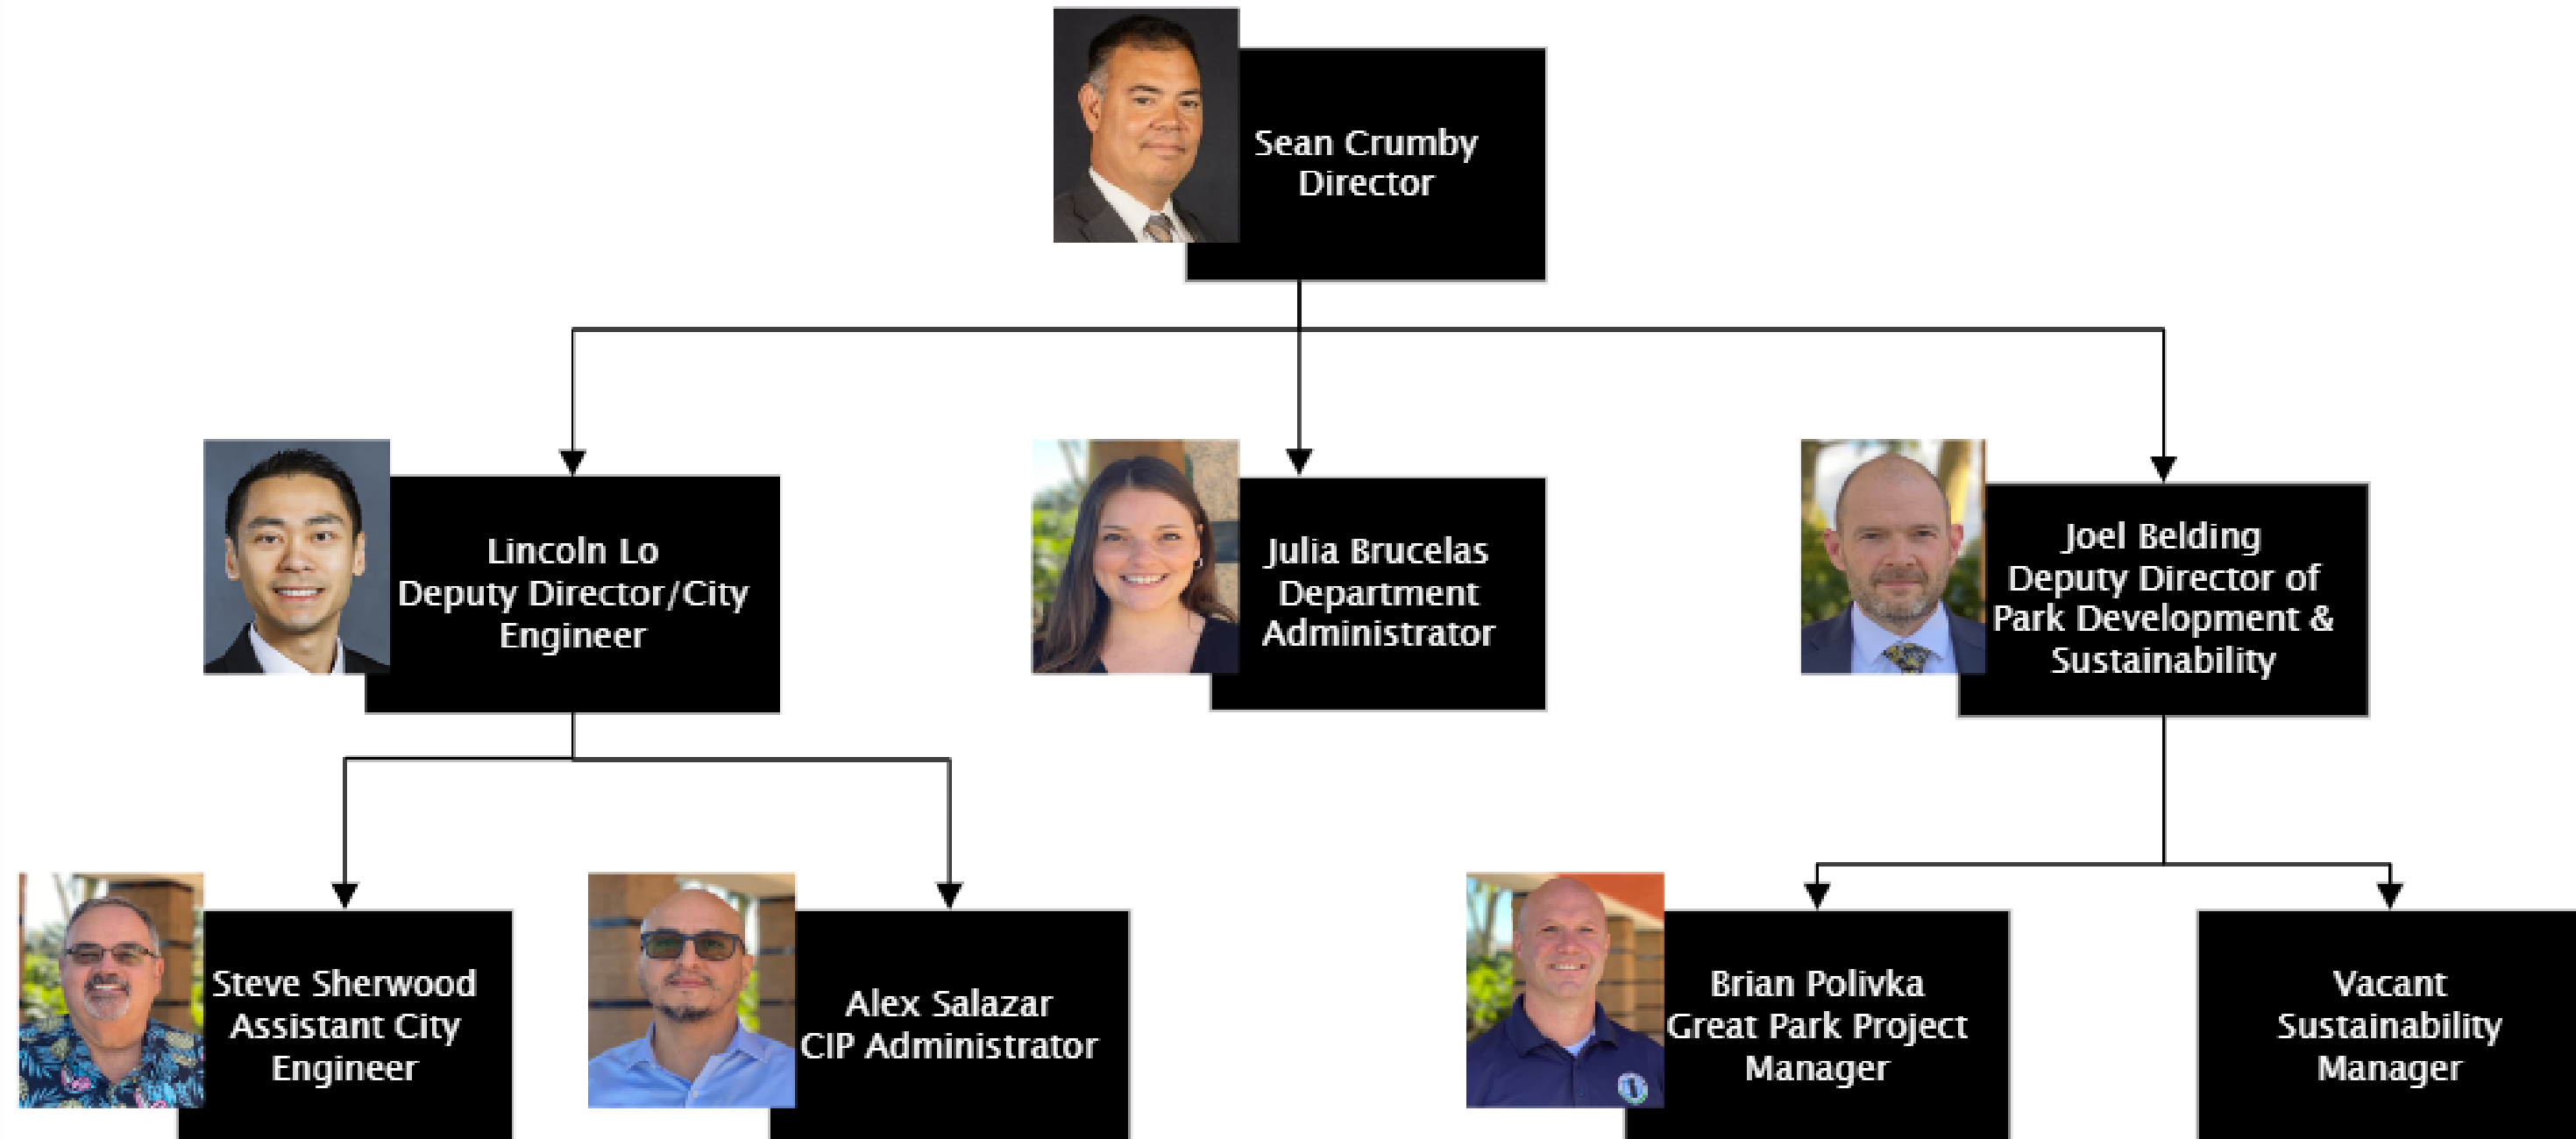 Sean Crumby
Director
Lincoln Lo
Deputy Director/City
Engineer
Julia Brucelas
Department
Administrator
Joel Belding
Deputy Director of
Park Development &
Sustainability
Steve Sherwood
Assistant City
Engineer
Alex Salazar
CIP Administrator
Brian Polivka
Great Park Project
Manager
Vacant
Sustainability
Manager